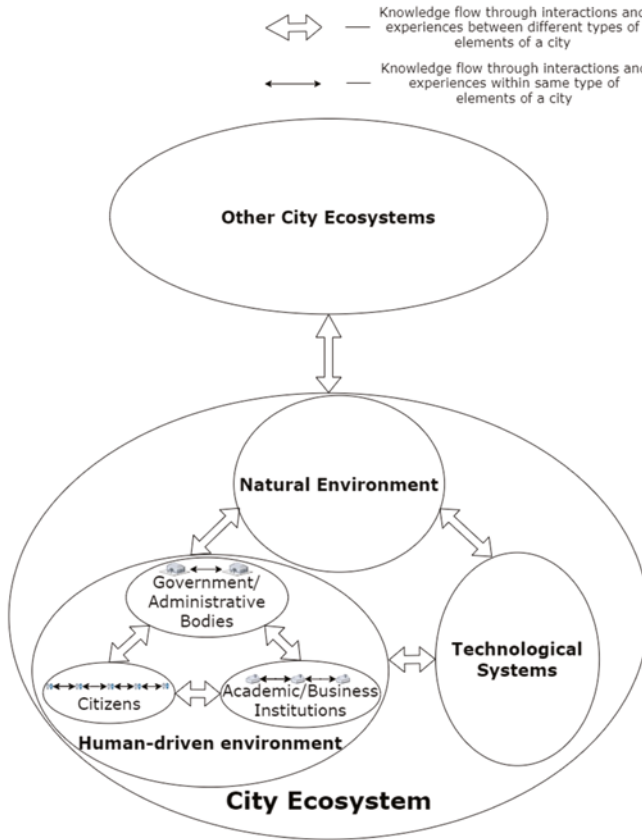 Knowledge flow through interactions and
experiences between different types of
elements of a city
Knowledge flow through interactions and
experiences within same type of
elements of a city
Other City Ecosystems
Natural Environment
Government/
Administrative
Bodies
Technological
Systems
Citizens
Academic/Business
Institutions
Human-driven environment
City Ecosystem